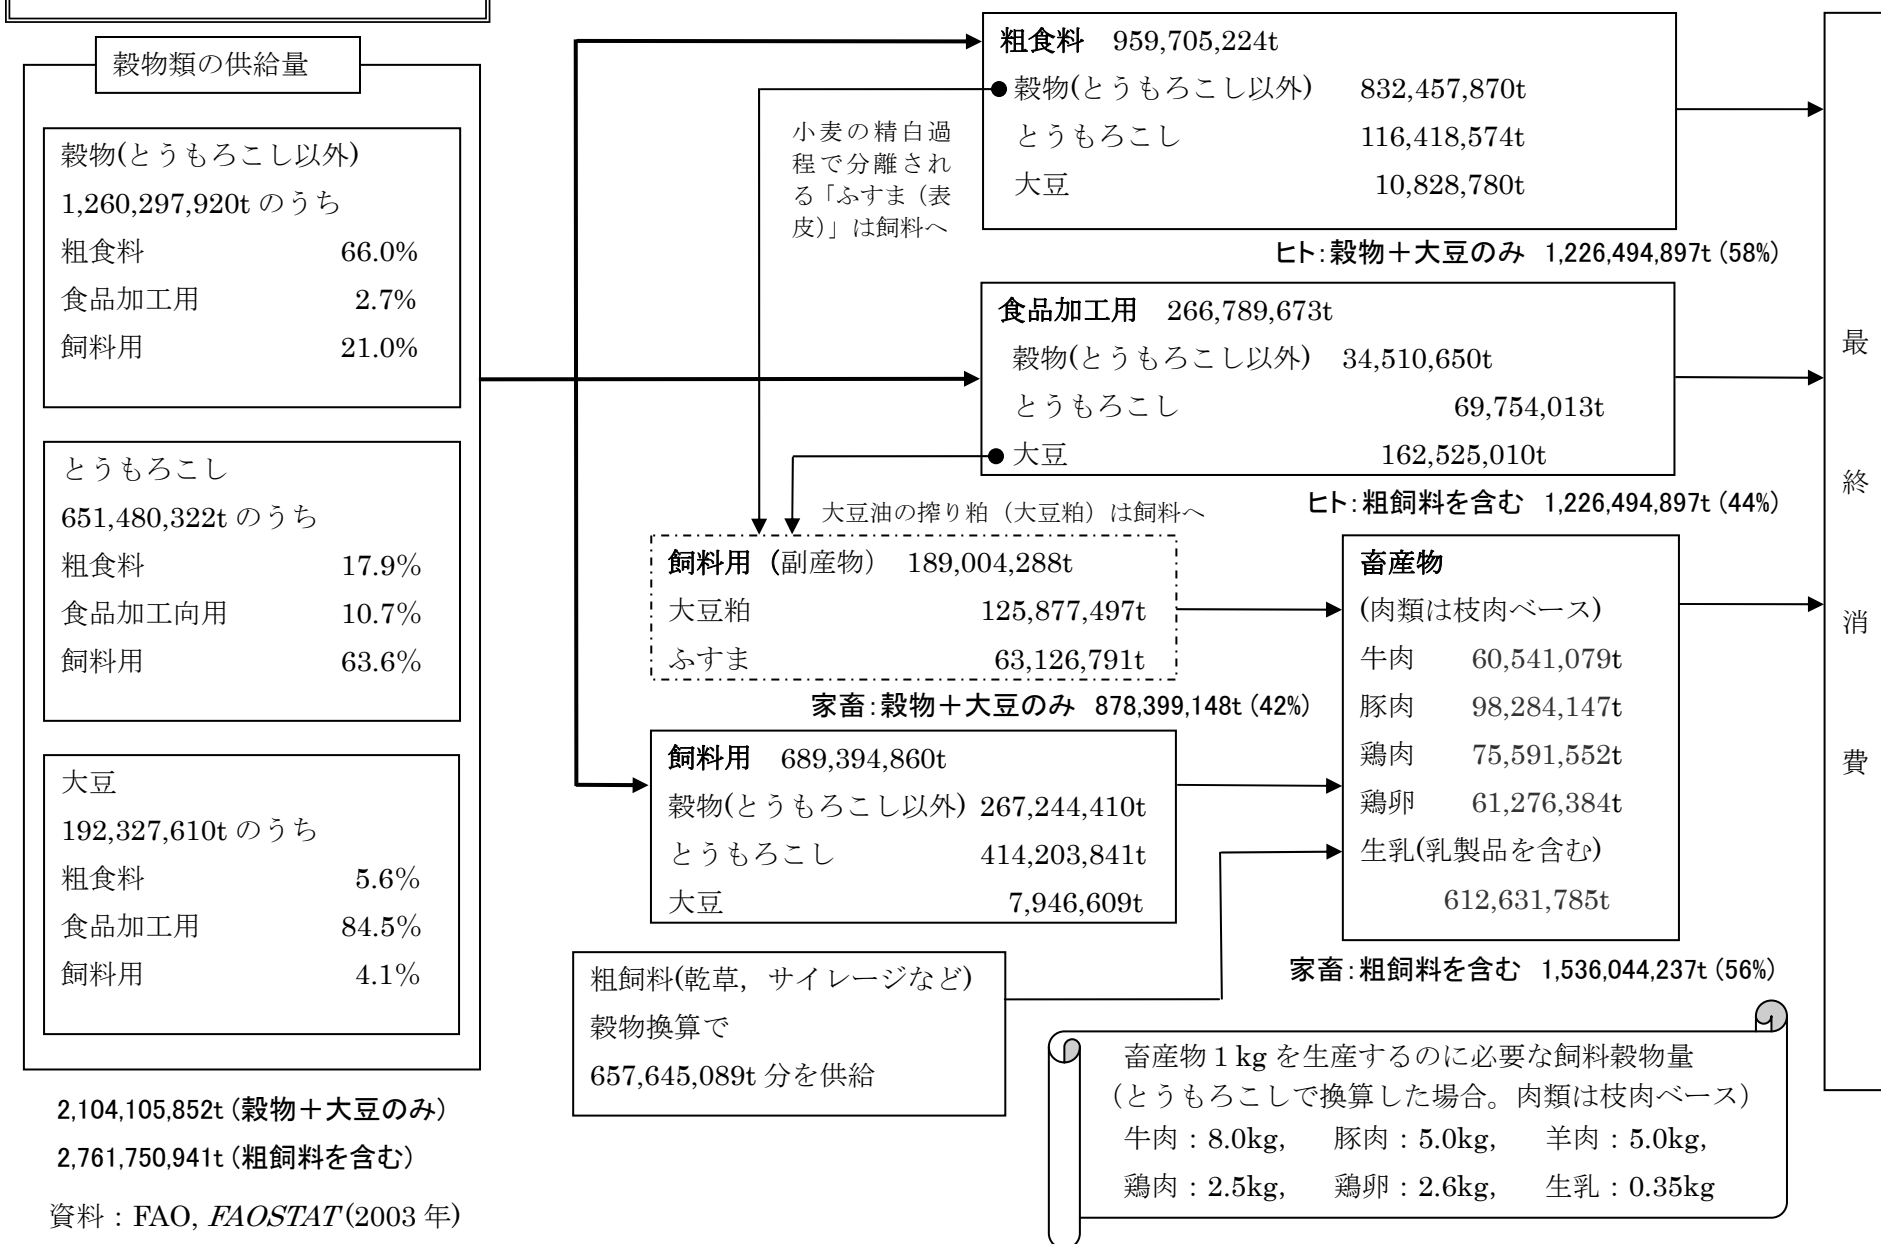 穀物類の供給量
穀物(とうもろこし以外)
1,260,297,920t のうち
粗食料 66.0%
食品加工用 2.7%
飼料用 21.0%
とうもろこし
651,480,322t のうち
粗食料 17.9%
食品加工向用 10.7%
飼料用 63.6%
大豆
192,327,610t のうち
粗食料 5.6%
食品加工用 84.5%
飼料用 4.1%
2,104,105,852t (穀物＋大豆のみ)
2,761,750,941t (粗飼料を含む)
資料：FAO, FAOSTAT (2003 年)
粗食料 959,705,224t
穀物(とうもろこし以外) 832,457,870t
とうもろこし 116,418,574t
大豆 10,828,780t
小麦の精白過
程で分離され
る「ふすま（表
皮）」は飼料へ
ヒト：穀物＋大豆のみ 1,226,494,897t (58%)
食品加工用 266,789,673t
穀物(とうもろこし以外) 34,510,650t
とうもろこし 69,754,013t
大豆 162,525,010t
大豆油の搾り粕（大豆粕）は飼料へ
ヒト：粗飼料を含む 1,226,494,897t (44%)
飼料用（副産物） 189,004,288t
大豆粕 125,877,497t
ふすま 63,126,791t
家畜：穀物＋大豆のみ 878,399,148t (42%)
飼料用 689,394,860t
穀物(とうもろこし以外) 267,244,410t
とうもろこし 414,203,841t
大豆 7,946,609t
粗飼料(乾草，サイレージなど)
穀物換算で
657,645,089t 分を供給
畜産物
(肉類は枝肉ベース)
牛肉 60,541,079t
豚肉 98,284,147t
鶏肉 75,591,552t
鶏卵 61,276,384t
生乳(乳製品を含む)
612,631,785t
家畜：粗飼料を含む 1,536,044,237t (56%)
畜産物 1 kg を生産するのに必要な飼料穀物量
（とうもろこしで換算した場合。肉類は枝肉ベース）
牛肉：8.0kg, 豚肉：5.0kg, 羊肉：5.0kg,
鶏肉：2.5kg, 鶏卵：2.6kg, 生乳：0.35kg
最
終
消
費